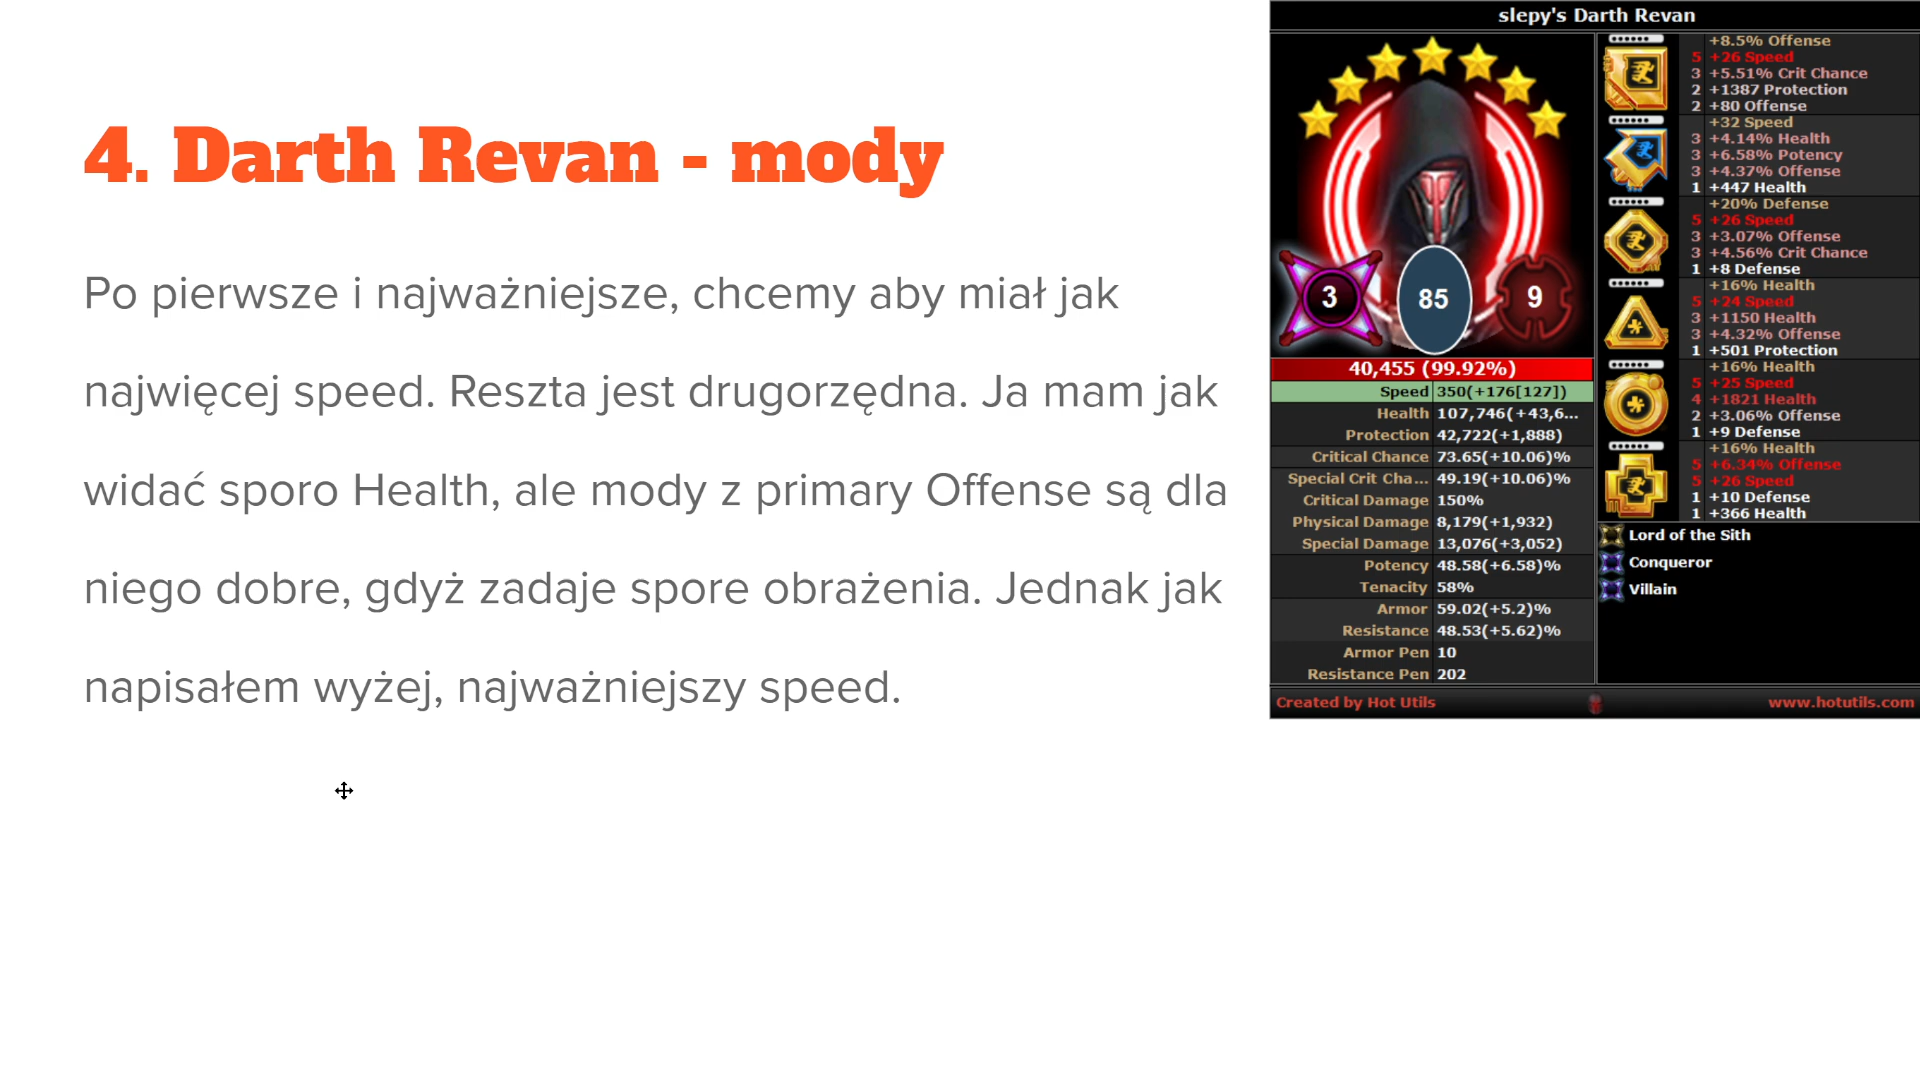 4. Darth Revan - mody
Po pierwsze i najważniejsze, chcemy aby miał jak
najwięcej speed. Reszta jest drugorzędna. Ja mam jak
widać sporo Health, ale mody z primary Offense są dla
niego dobre, gdyż zadaje spore obrażenia. Jednak jak
napisałem wyżej, najważniejszy speed.
slepy's Darth Revan
3
85
9
40,455 (99.92%)
Speed 350(+176[127])
Health 107,746(+43,6...
Protection 42,722(+1,888)
Critical Chance 73.65(+10.06)%
Special Crit Cha... 49.19(+10.06)%
Critical Damage 150%
Physical Damage 8,179(+1,932)
Special Damage 13,076(+3,052)
Potency 48.58(+6.58)%
Tenacity 58%
Armor 59.02(+5.2)%
Resistance 48.53(+5.62)%
Armor Pen 10
Resistance Pen 202
+8.5% Offense
5 +26 Speed
3 +5.51% Crit Chance
2 +1387 Protection
2 +80 Offense
+32 Speed
3 +4.14% Health
3 +6.58% Potency
3 +4.37% Offense
1 +447 Health
+20% Defense
5 +26 Speed
3 +3.07% Offense
3 +4.56% Crit Chance
1 +8 Defense
+16% Health
5 +24 Speed
3 +1150 Health
3 +4.32% Offense
1 +501 Protection
+16% Health
5 +25 Speed
4 +1821 Health
2 +3.06% Offense
1 +9 Defense
+16% Health
5 +6.34% Offense
5 +26 Speed
1 +10 Defense
1 +366 Health
Lord of the Sith
Conqueror
Villain
Created by Hot Utils
www.hotutils.com